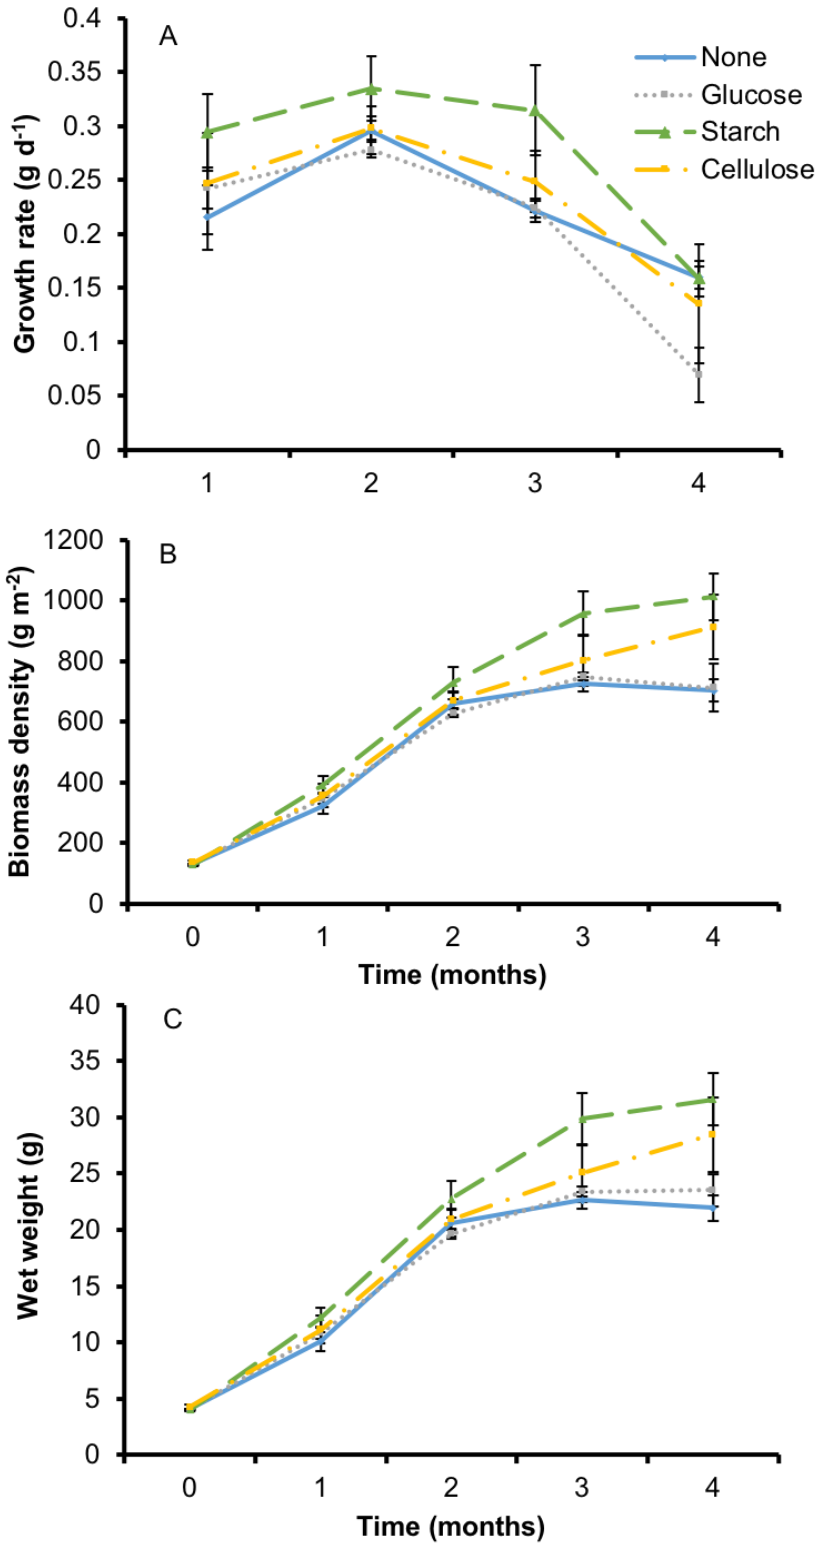 A
None
Glucose
Starch
Cellulose
Growth rate (g d-1)
0.4
0.35
0.3
0.25
0.2
0.15
0.1
0.05
0
1 2 3 4
B
Biomass density (g m-2)
1200
1000
800
600
400
200
0
0 1 2 3 4
Time (months)
C
Wet weight (g)
40
35
30
25
20
15
10
5
0
0 1 2 3 4
Time (months)